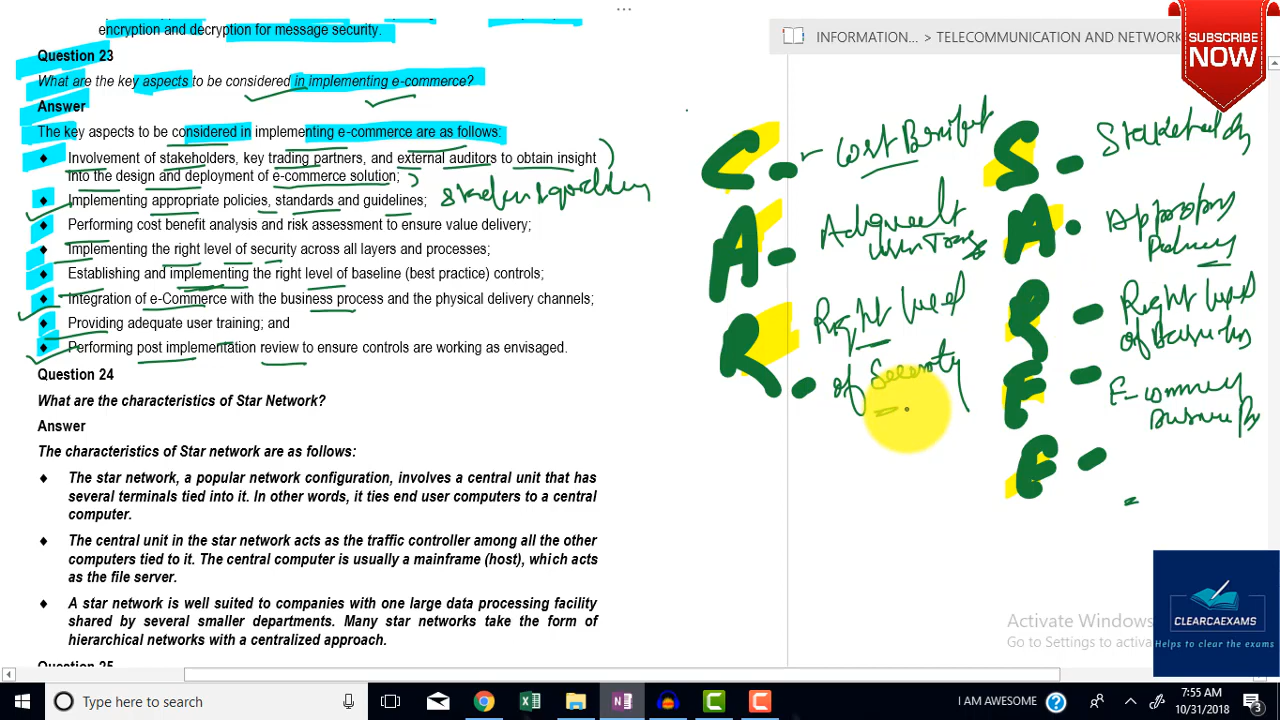 encryption and decryption for message security.
Question 23
What are the key aspects to be considered in implementing e-commerce?
Answer
The key aspects to be considered in implementing e-commerce are as follows:
♦ Involvement of stakeholders, key trading partners, and external auditors to obtain insight
into the design and deployment of e-commerce solution;
♦ Implementing appropriate policies, standards and guidelines;
♦ Performing cost benefit analysis and risk assessment to ensure value delivery;
♦ Implementing the right level of security across all layers and processes;
♦ Establishing and implementing the right level of baseline (best practice) controls;
♦ Integration of e-Commerce with the business process and the physical delivery channels;
♦ Providing adequate user training; and
♦ Performing post implementation review to ensure controls are working as envisaged.
Question 24
What are the characteristics of Star Network?
Answer
The characteristics of Star network are as follows:
♦ The star network, a popular network configuration, involves a central unit that has
several terminals tied into it. In other words, it ties end user computers to a central
computer.
♦ The central unit in the star network acts as the traffic controller among all the other
computers tied to it. The central computer is usually a mainframe (host), which acts
as the file server.
♦ A star network is well suited to companies with one large data processing facility
shared by several smaller departments. Many star networks take the form of
hierarchical networks with a centralized approach.
Question 25
INFORMATION... > TELECOMMUNICATION AND NETWORK
SUBSCRIBE
NOW
C - Cost Benifit
A -
R - Right level
of Security
S -
A -
R - Right level
of
E -
E -
Activate Windows
Go to Settings to activa
CLEARCAEXAMS
Helps to clear the exams
Type here to search
I AM AWESOME
7:55 AM
10/31/2018
3